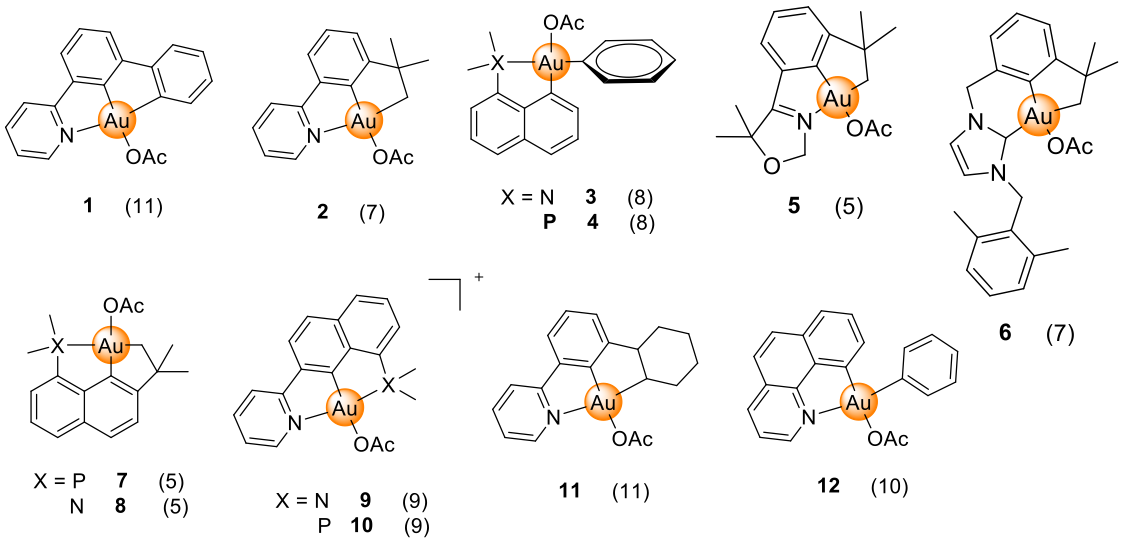 Au
N
OAc
1 (11)
Au
N
OAc
2 (7)
OAc
X
Au
X = N 3 (8)
P 4 (8)
Au
N
OAc
O
5 (5)
N
Au
OAc
N
6 (7)
OAc
X
Au
X = P 7 (5)
N 8 (5)
+
X
Au
N
OAc
X = N 9 (9)
P 10 (9)
Au
N
OAc
11 (11)
Au
N
OAc
12 (10)